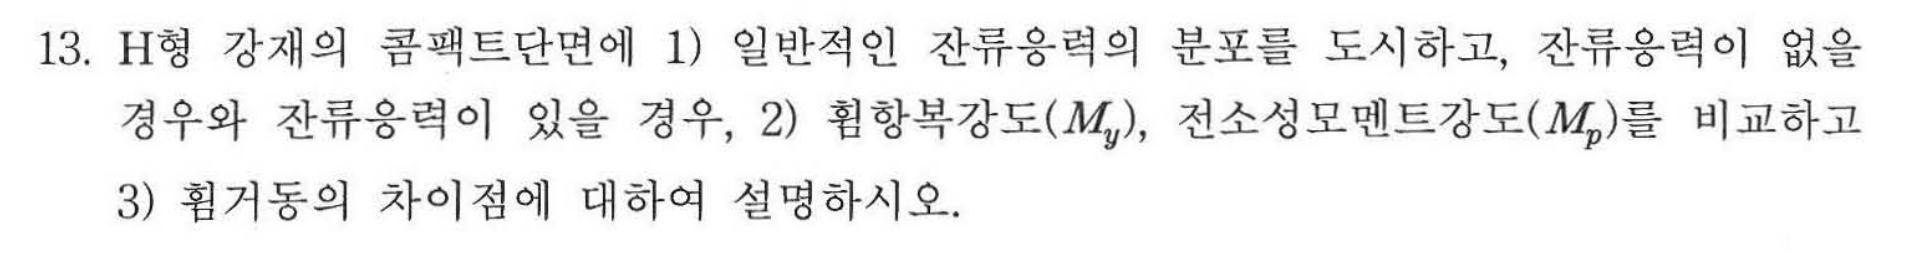 13. H형 강재의 콤팩트단면에 1) 일반적인 잔류응력의 분포를 도시하고, 잔류응력이 없을
경우와 잔류응력이 있을 경우, 2) 휨항복강도(My), 전소성모멘트강도(Mp)를 비교하고
3) 휨거동의 차이점에 대하여 설명하시오.